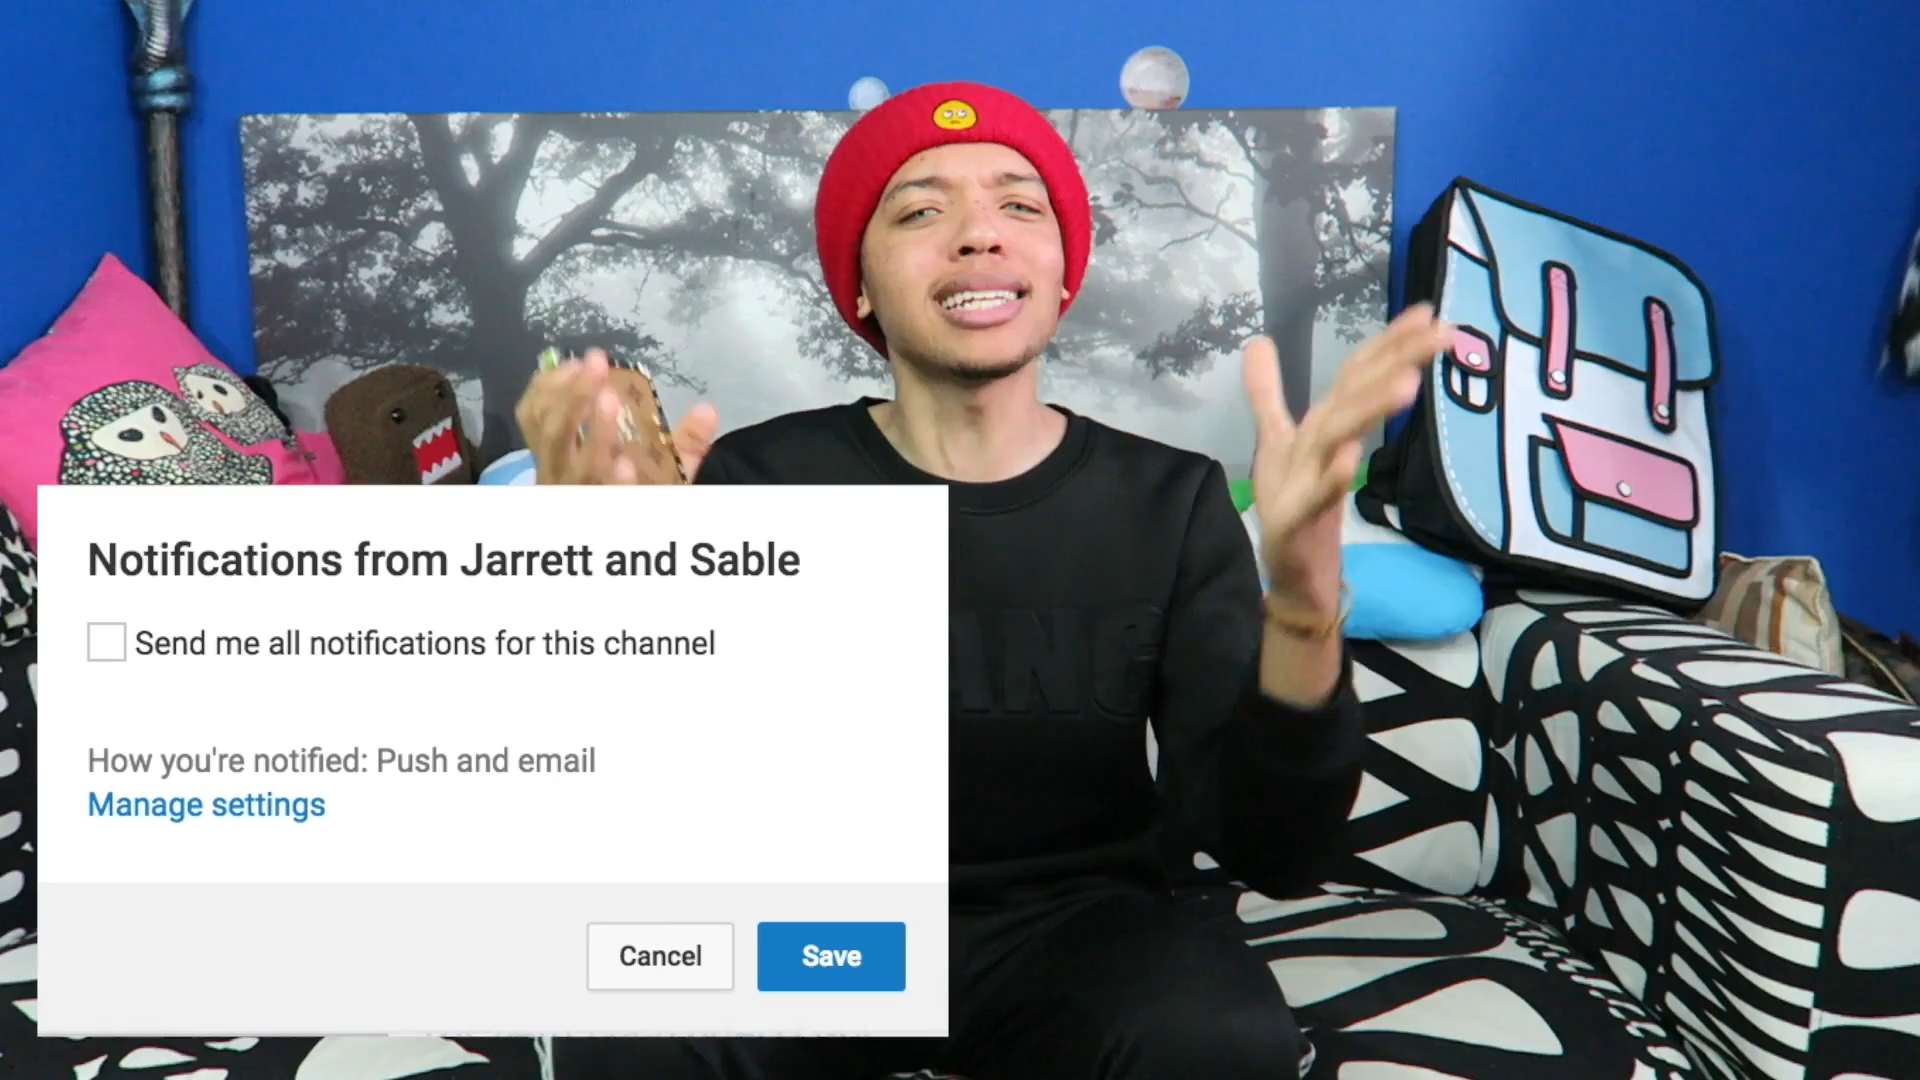 Notifications from Jarrett and Sable
Send me all notifications for this channel
How you're notified: Push and email
Manage settings
Cancel
Save